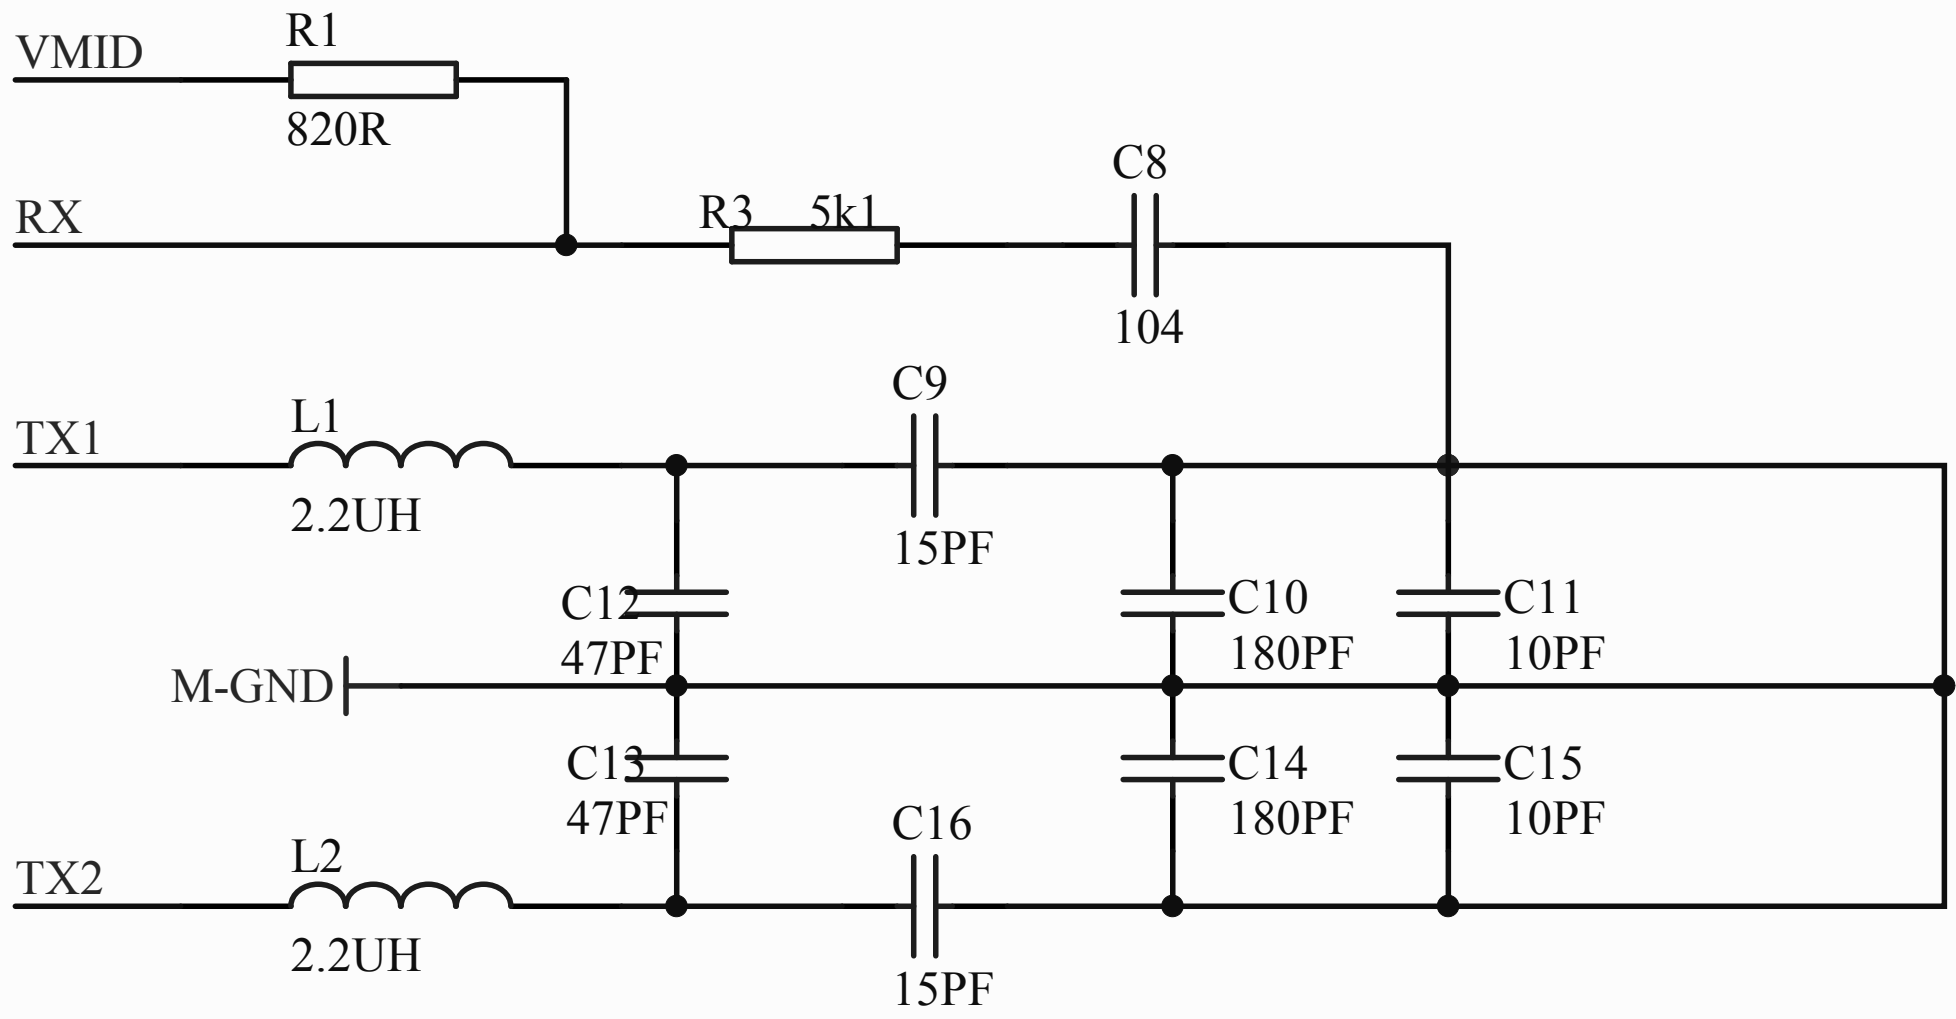 R1
VMID
820R
C8
RX
R3 5k1
104
C9
L1
TX1
2.2UH
15PF
C12
C10
C11
47PF
180PF
10PF
M-GND
C13
C14
C15
47PF
180PF
10PF
C16
L2
TX2
2.2UH
15PF